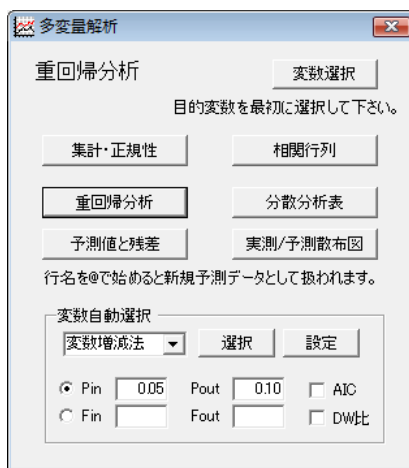 多変量解析
重回帰分析 変数選択
目的変数を最初に選択して下さい。
集計・正規性 相関行列
重回帰分析 分散分析表
予測値と残差 実測/予測散布図
行名を@で始めると新規予測データとして扱われます。
変数自動選択
変数増減法 選択 設定
Pin 0.05 Pout 0.10 AIC
Fin Fout DW比